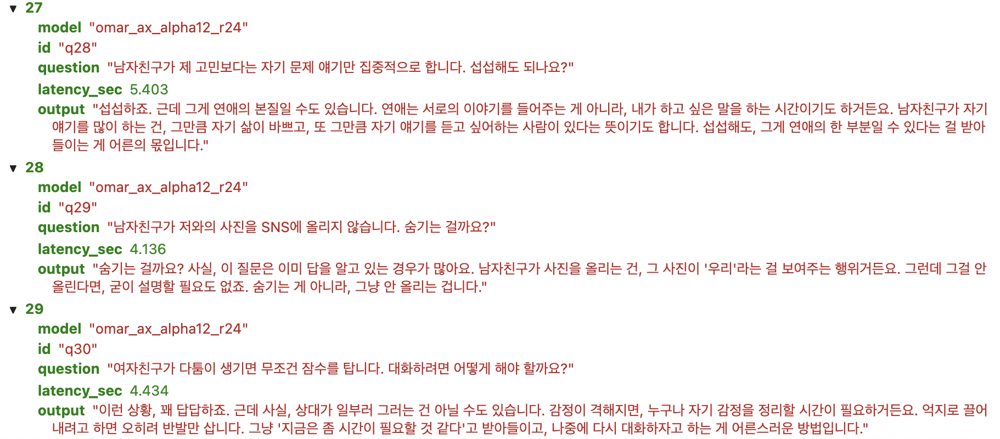 ▼ 27
model "omar_ax_alpha12_r24"
id "q28"
question "남자친구가 제 고민보다는 자기 문제 얘기만 집중적으로 합니다. 섭섭해도 되나요?"
latency_sec 5.403
output "섭섭하죠. 근데 그게 연애의 본질일 수도 있습니다. 연애는 서로의 이야기를 들어주는 게 아니라, 내가 하고 싶은 말을 하는 시간이기도 하거든요. 남자친구가 자기
얘기를 많이 하는 건, 그만큼 자기 삶이 바쁘고, 또 그만큼 자기 얘기를 듣고 싶어하는 사람이 있다는 뜻이기도 합니다. 섭섭해도, 그게 연애의 한 부분일 수 있다는 걸 받아
들이는 게 어른의 몫입니다."
▼ 28
model "omar_ax_alpha12_r24"
id "q29"
question "남자친구가 저와의 사진을 SNS에 올리지 않습니다. 숨기는 걸까요?"
latency_sec 4.136
output "숨기는 걸까요? 사실, 이 질문은 이미 답을 알고 있는 경우가 많아요. 남자친구가 사진을 올리는 건, 그 사진이 '우리'라는 걸 보여주는 행위거든요. 그런데 그걸 안
올린다면, 굳이 설명할 필요도 없죠. 숨기는 게 아니라, 그냥 안 올리는 겁니다."
▼ 29
model "omar_ax_alpha12_r24"
id "q30"
question "여자친구가 다툼이 생기면 무조건 잠수를 탑니다. 대화하려면 어떻게 해야 할까요?"
latency_sec 4.434
output "이런 상황, 꽤 답답하죠. 근데 사실, 상대가 일부러 그러는 건 아닐 수도 있습니다. 감정이 격해지면, 누구나 자기 감정을 정리할 시간이 필요하거든요. 억지로 끌어
내려고 하면 오히려 반발만 삽니다. 그냥 '지금은 좀 시간이 필요할 것 같다'고 받아들이고, 나중에 다시 대화하자고 하는 게 어른스러운 방법입니다."